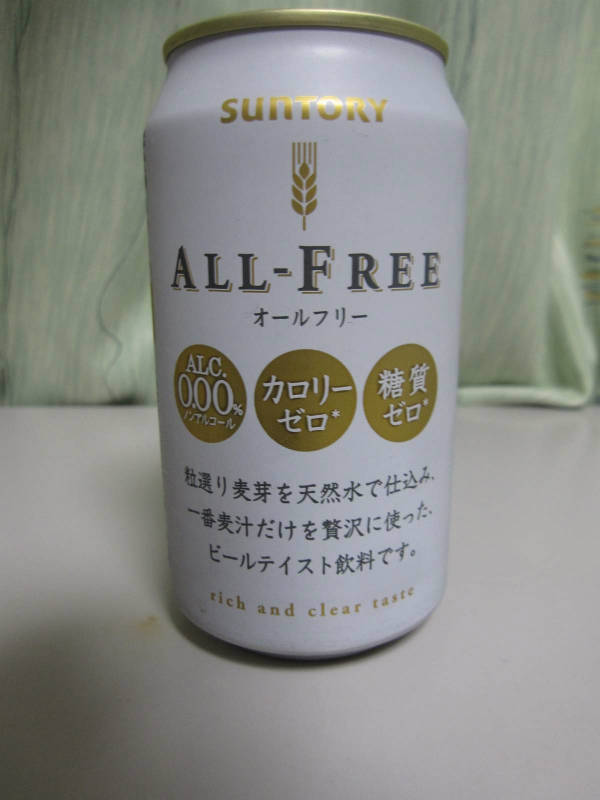 SUNTORY
ALL-FREE
オールフリー
ALC.
0.00%
ノンアルコール
カロリー
ゼロ*
糖質
ゼロ*
粒選り麦芽を天然水で仕込み、
一番麦汁だけを贅沢に使った、
ビールテイスト飲料です。
rich and clear taste